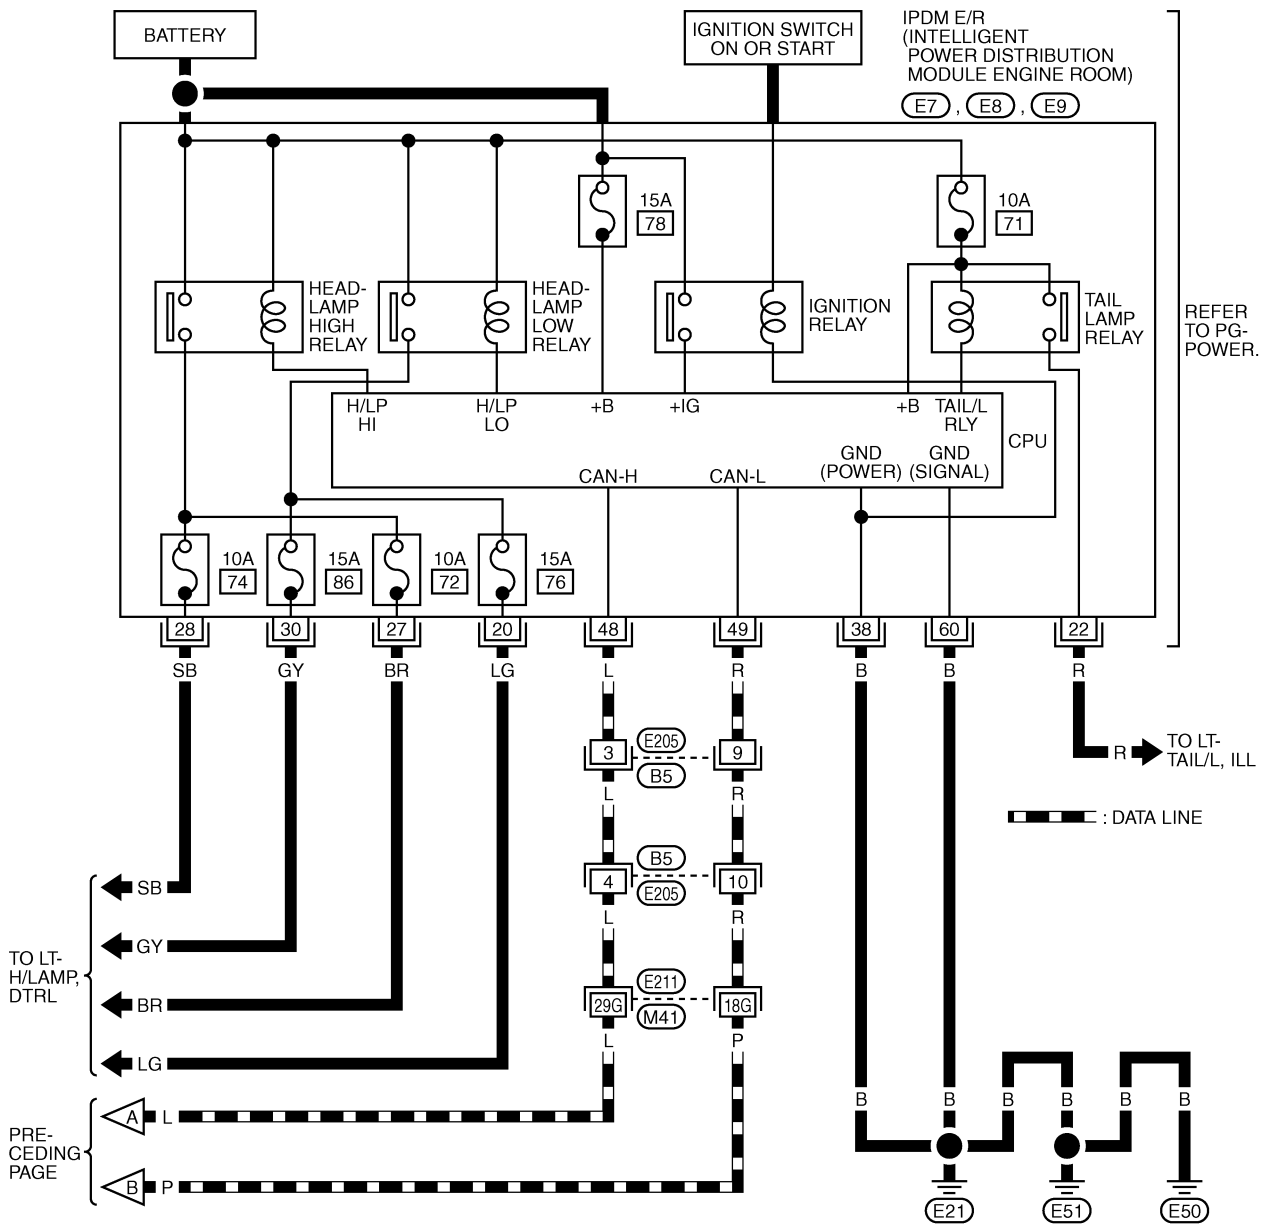 BATTERY
IGNITION SWITCH
ON OR START
IPDM E/R
(INTELLIGENT
POWER DISTRIBUTION
MODULE ENGINE ROOM)
E7 , E8 , E9
15A
78
10A
71
HEAD-
LAMP
HIGH
RELAY
HEAD-
LAMP
LOW
RELAY
IGNITION
RELAY
TAIL
LAMP
RELAY
REFER
TO PG-
POWER.
H/LP
HI
H/LP
LO
+B
+IG
+B
TAIL/L
RLY
CPU
CAN-H
CAN-L
GND
(POWER)
GND
(SIGNAL)
10A
74
15A
86
10A
72
15A
76
28
30
27
20
48
49
38
60
22
SB
GY
BR
LG
L
R
B
B
R
3
E205
B5
9
R
TO LT-
TAIL/L, ILL
L
R
: DATA LINE
4
B5
E205
10
L
R
SB
GY
BR
LG
TO LT-
H/LAMP,
DTRL
29G
E211
M41
18G
L
P
A
L
B
P
PRE-
CEDING
PAGE
B
B
B
B
B
B
E21
E51
E50